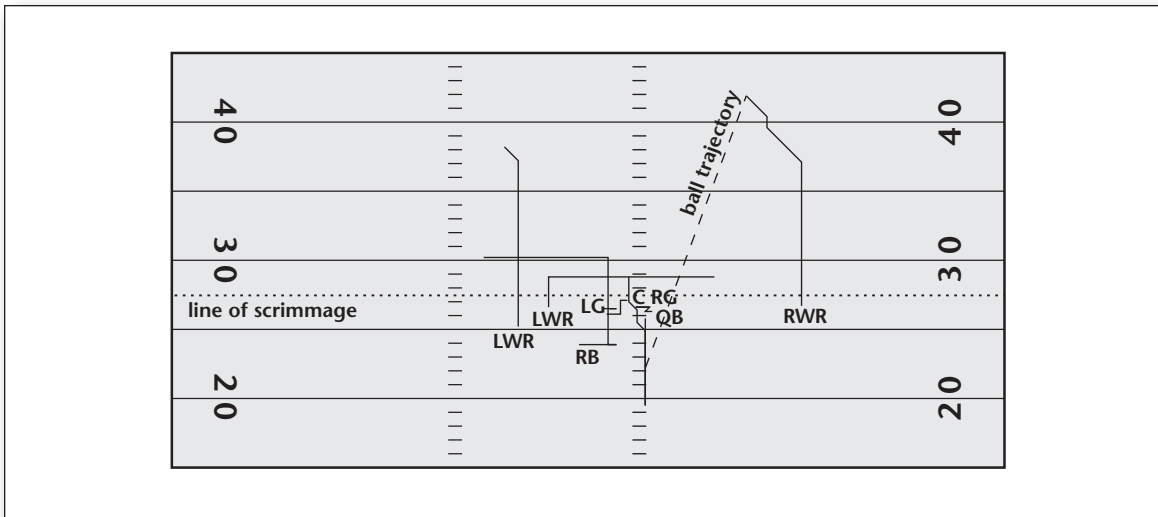 40
40
ball trajectory
30
30
C RG
LG
QB
line of scrimmage
LWR
RWR
LWR
RB
20
20